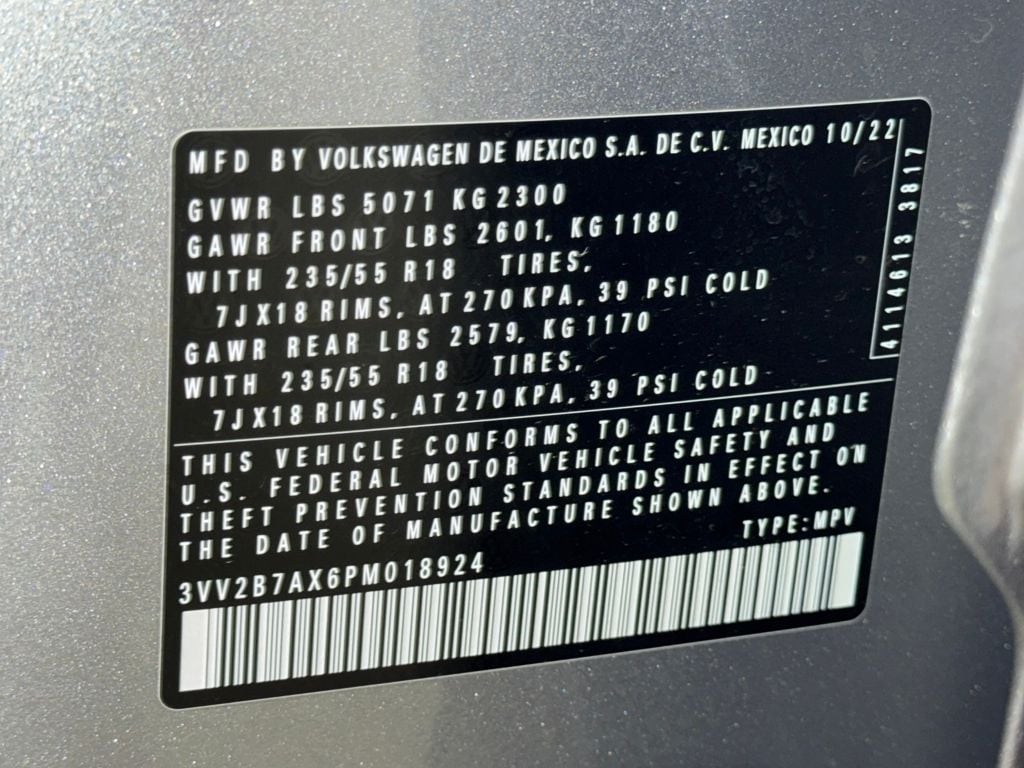 MFD BY VOLKSWAGEN DE MEXICO S.A. DE C.V. MEXICO 10/22
GVWR LBS 5071 KG 2300
GAWR FRONT LBS 2601, KG 1180
WITH 235/55 R18 TIRES,
7JX18 RIMS, AT 270 KPA, 39 PSI COLD
GAWR REAR LBS 2579, KG 1170
WITH 235/55 R18 TIRES,
7JX18 RIMS, AT 270 KPA, 39 PSI COLD
4114613 3817
THIS VEHICLE CONFORMS TO ALL APPLICABLE
U.S. FEDERAL MOTOR VEHICLE SAFETY AND
THEFT PREVENTION STANDARDS IN EFFECT ON
THE DATE OF MANUFACTURE SHOWN ABOVE.
TYPE: MPV
3VV2B7AX6PM018924